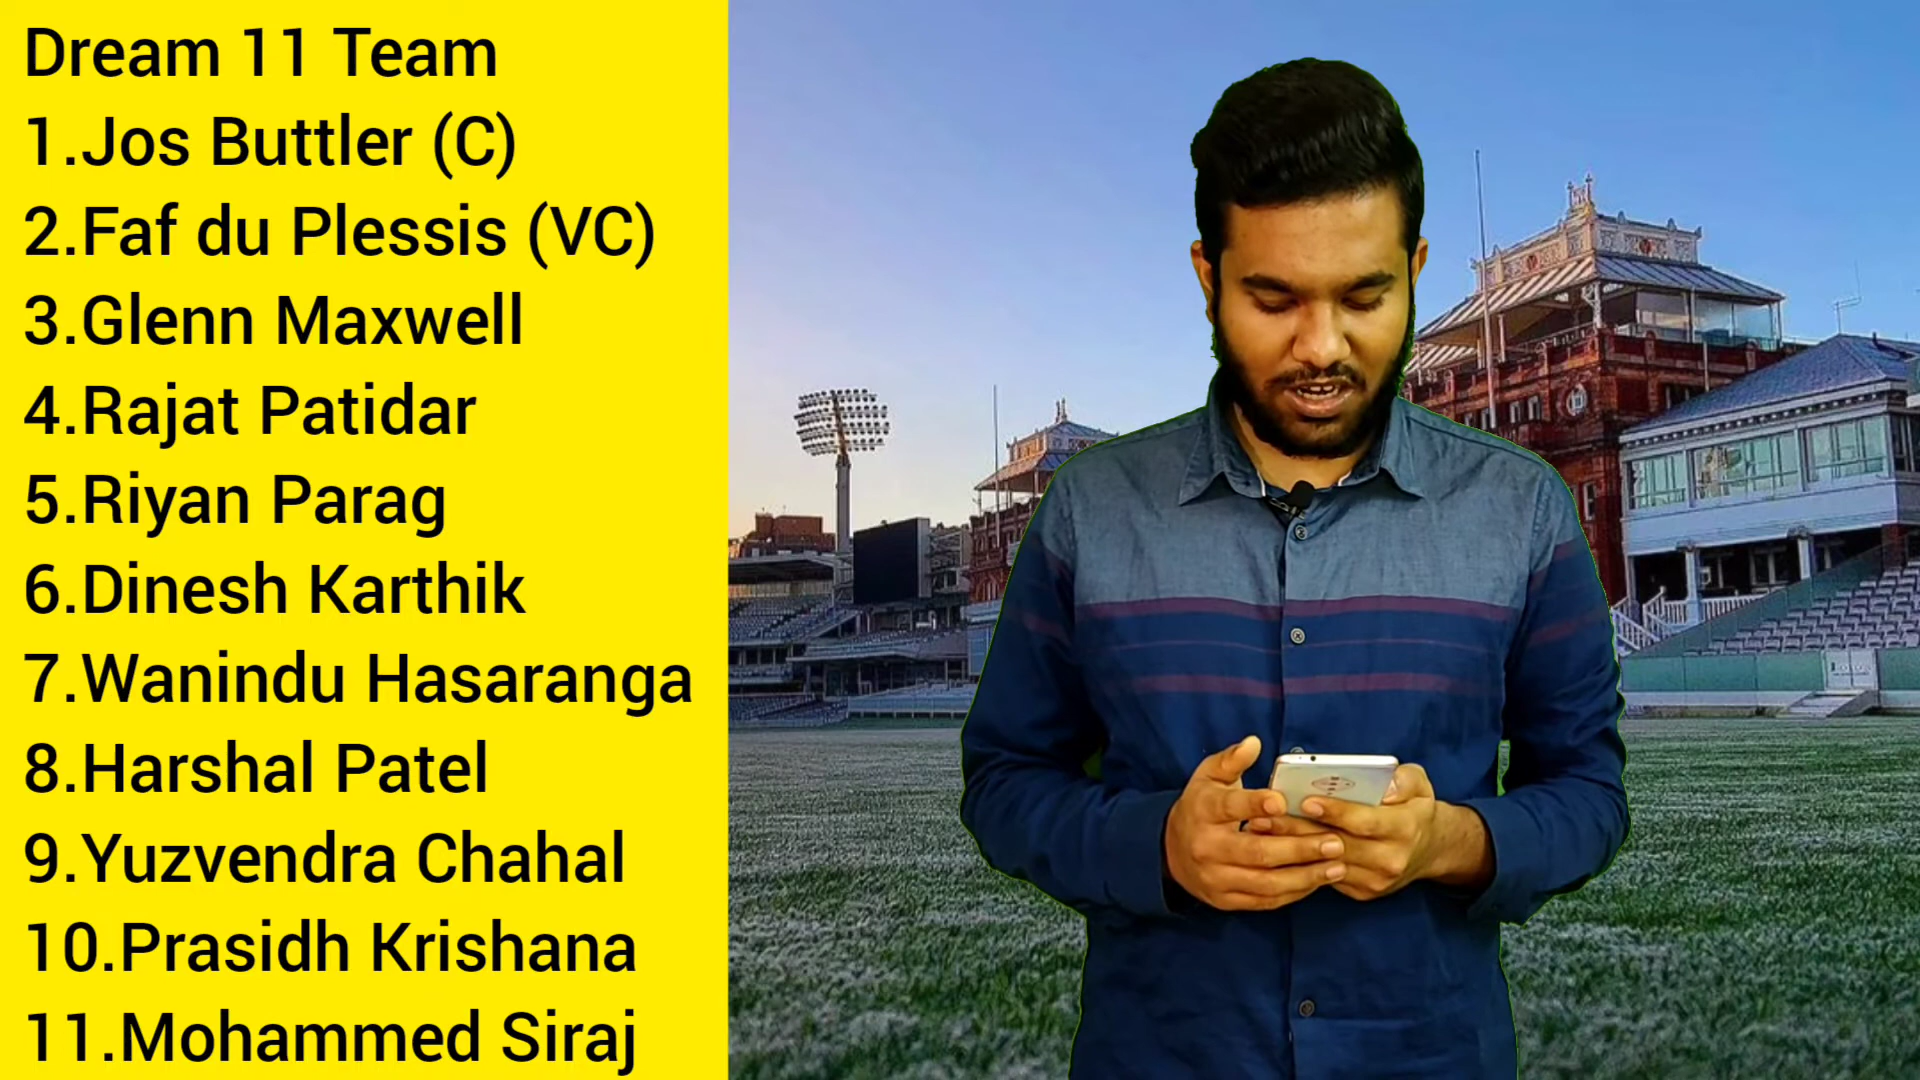 Dream 11 Team
1.Jos Buttler (C)
2.Faf du Plessis (VC)
3.Glenn Maxwell
4.Rajat Patidar
5.Riyan Parag
6.Dinesh Karthik
7.Wanindu Hasaranga
8.Harshal Patel
9.Yuzvendra Chahal
10.Prasidh Krishana
11.Mohammed Siraj